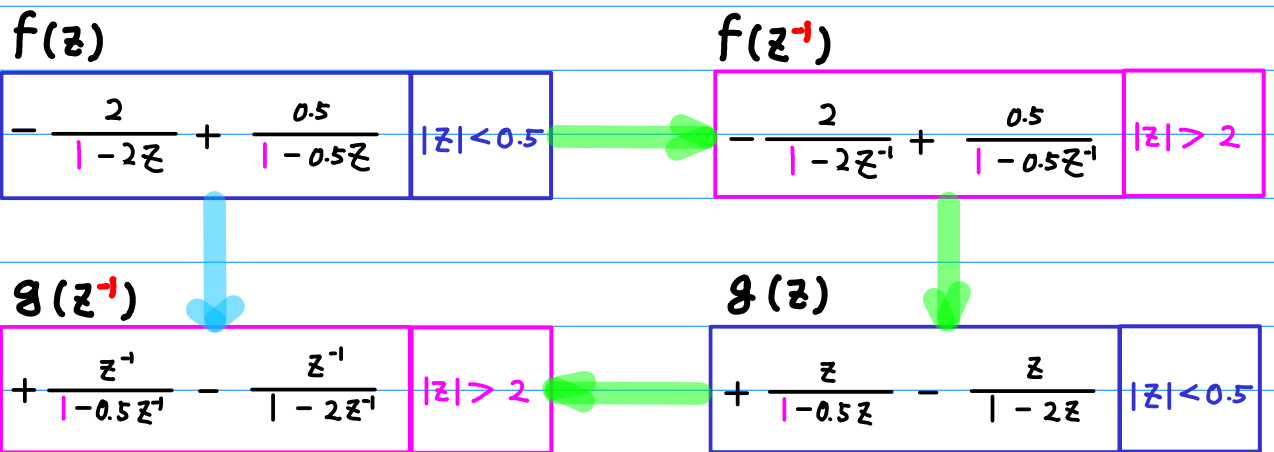 f(z) f(z⁻¹)
- 2/(1 - 2z) + 0.5/(1 - 0.5z) |z| < 0.5 - 2/(1 - 2z⁻¹) + 0.5/(1 - 0.5z⁻¹) |z| > 2
g(z⁻¹) g(z)
+ z⁻¹/(1 - 0.5z⁻¹) - z⁻¹/(1 - 2z⁻¹) |z| > 2 + z/(1 - 0.5z) - z/(1 - 2z) |z| < 0.5